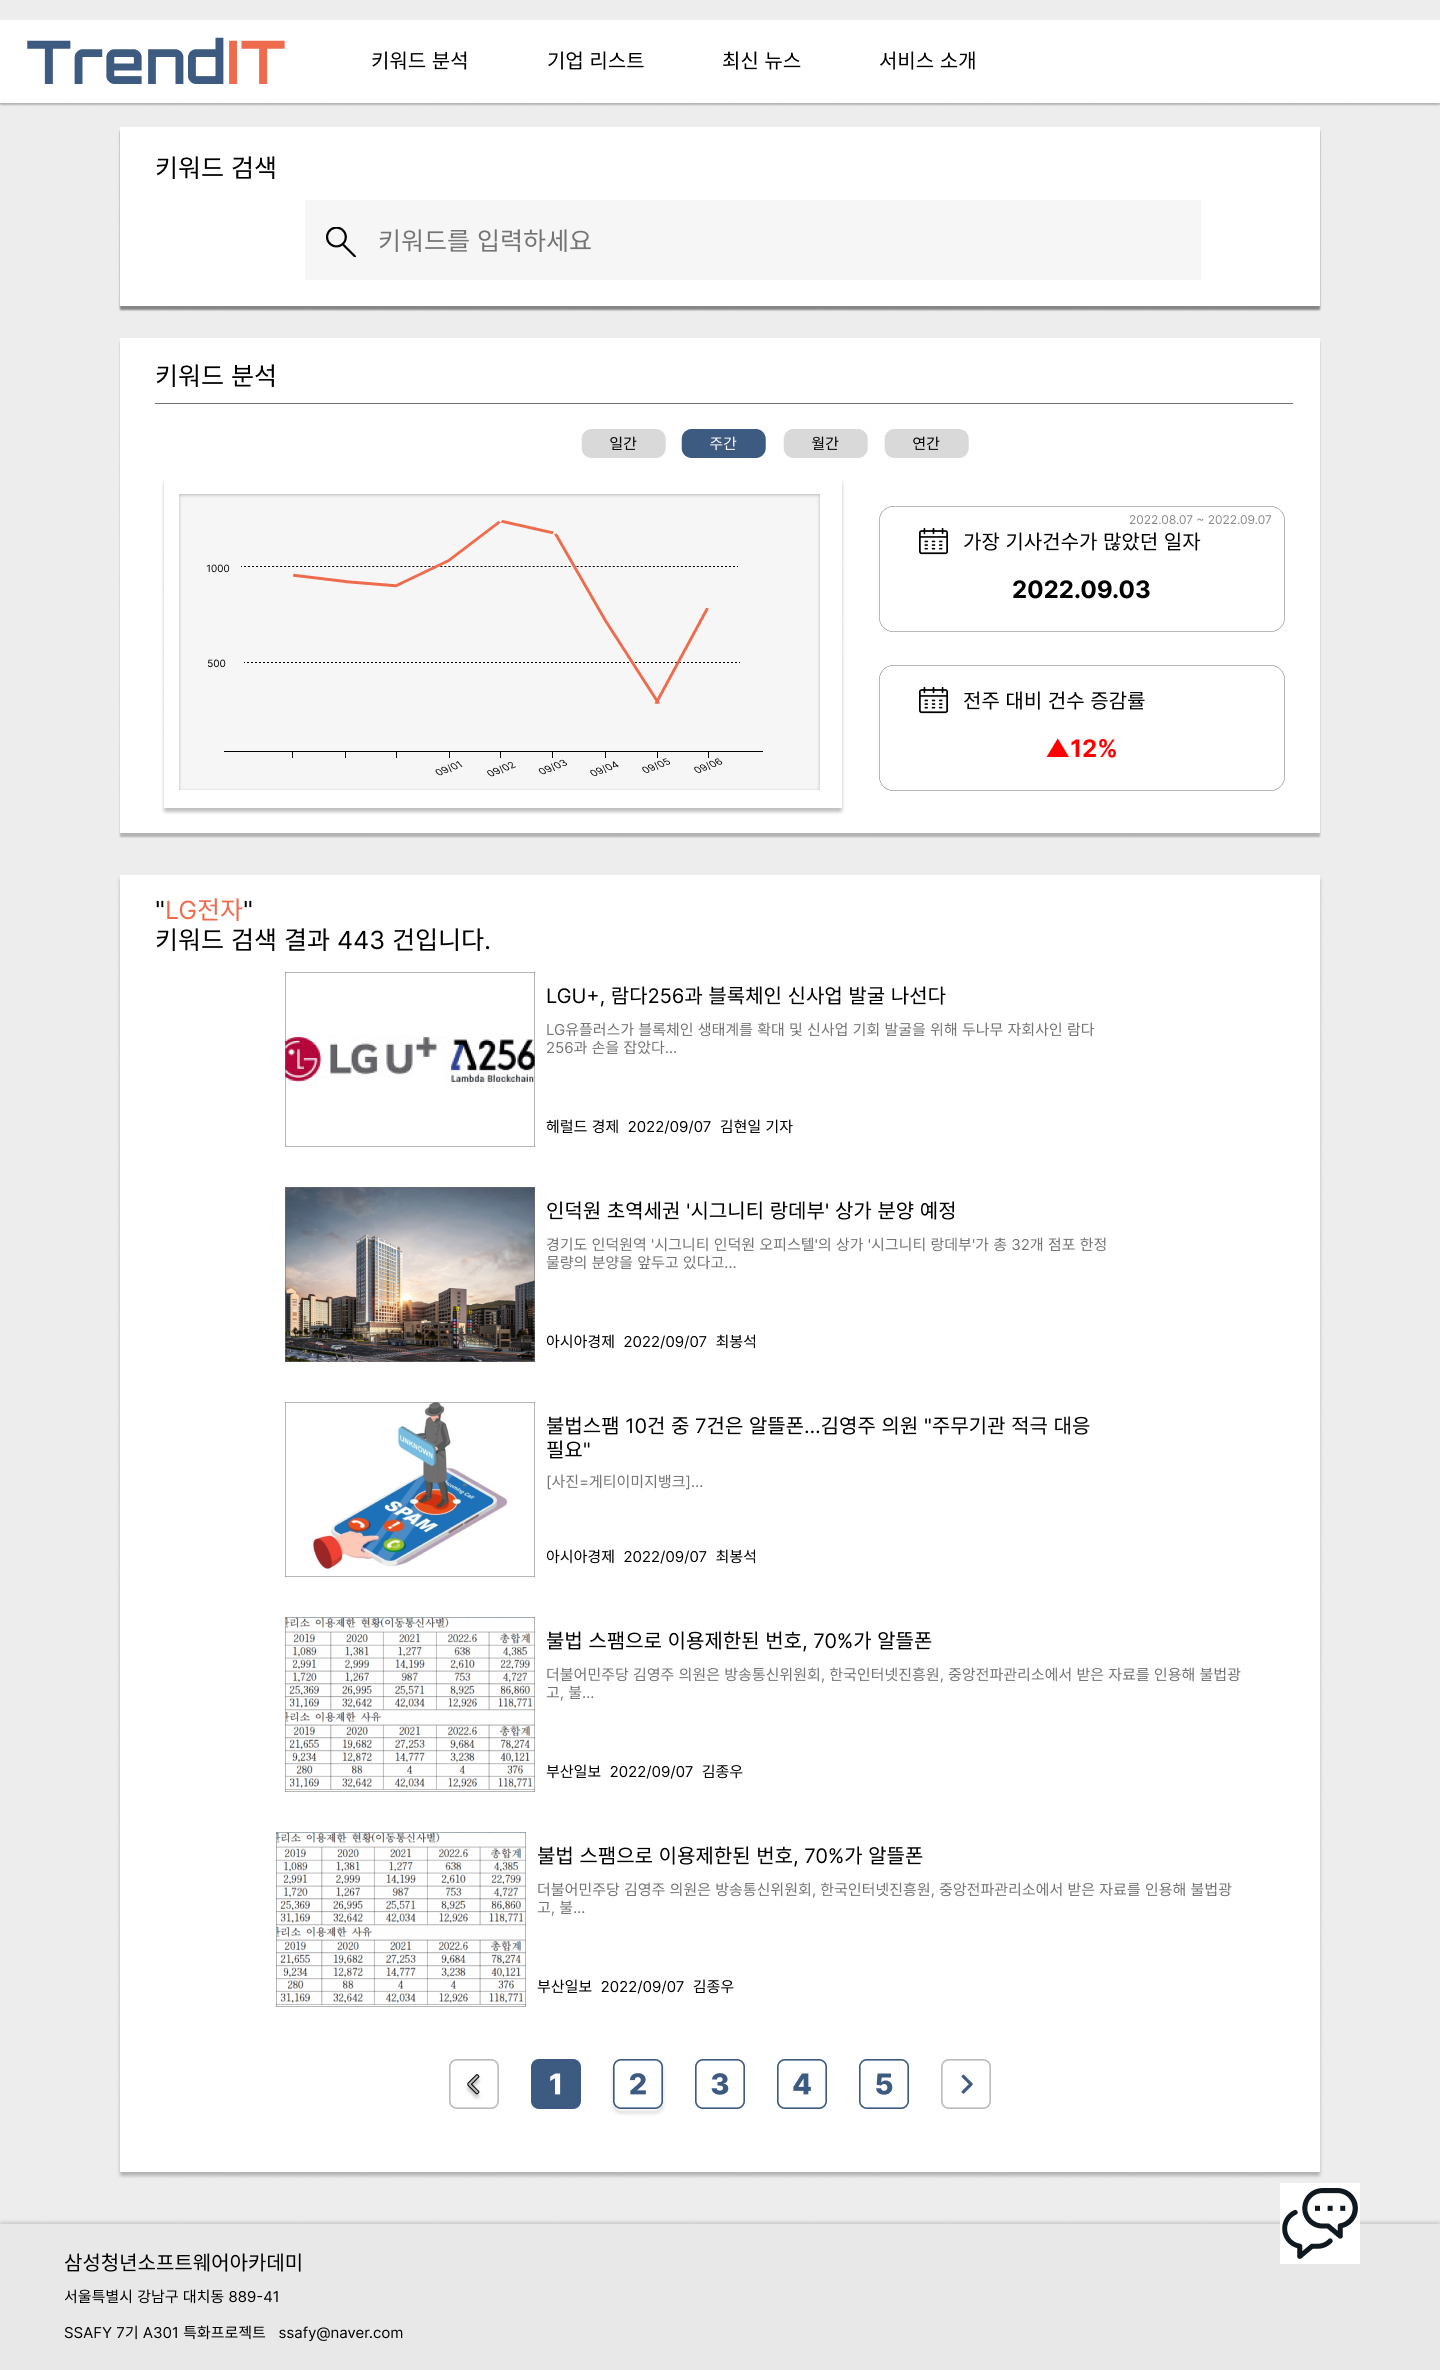 TrendIT 키워드 분석 기업 리스트 최신 뉴스 서비스 소개
키워드 검색
키워드를 입력하세요
키워드 분석
일간 주간 월간 연간
1000
500
09/01 09/02 09/03 09/04 09/05 09/06
2022.08.07 ~ 2022.09.07
가장 기사건수가 많았던 일자
2022.09.03
전주 대비 건수 증감률
▲12%
"LG전자"
키워드 검색 결과 443 건입니다.
LG U+ Λ256
Lambda Blockchain
LGU+, 람다256과 블록체인 신사업 발굴 나선다
LG유플러스가 블록체인 생태계를 확대 및 신사업 기회 발굴을 위해 두나무 자회사인 람다
256과 손을 잡았다...
헤럴드 경제 2022/09/07 김현일 기자
인덕원 초역세권 '시그니티 랑데부' 상가 분양 예정
경기도 인덕원역 '시그니티 인덕원 오피스텔'의 상가 '시그니티 랑데부'가 총 32개 점포 한정
물량의 분양을 앞두고 있다고...
아시아경제 2022/09/07 최봉석
UNKNOWN
Incoming Call
SPAM
불법스팸 10건 중 7건은 알뜰폰...김영주 의원 "주무기관 적극 대응
필요"
[사진=게티이미지뱅크]...
아시아경제 2022/09/07 최봉석
리소 이용제한 현황(이동통신사별)
2019 2020 2021 2022.6 총합계
1,089 1,381 1,277 638 4,385
2,991 2,999 14,199 2,610 22,799
1,720 1,267 987 753 4,727
25,369 26,995 25,571 8,925 86,860
31,169 32,642 42,034 12,926 118,771
리소 이용제한 사유
2019 2020 2021 2022.6 총합계
21,655 19,682 27,253 9,684 78,274
9,234 12,872 14,777 3,238 40,121
280 88 4 4 376
31,169 32,642 42,034 12,926 118,771
불법 스팸으로 이용제한된 번호, 70%가 알뜰폰
더불어민주당 김영주 의원은 방송통신위원회, 한국인터넷진흥원, 중앙전파관리소에서 받은 자료를 인용해 불법광
고, 불...
부산일보 2022/09/07 김종우
리소 이용제한 현황(이동통신사별)
2019 2020 2021 2022.6 총합계
1,089 1,381 1,277 638 4,385
2,991 2,999 14,199 2,610 22,799
1,720 1,267 987 753 4,727
25,369 26,995 25,571 8,925 86,860
31,169 32,642 42,034 12,926 118,771
리소 이용제한 사유
2019 2020 2021 2022.6 총합계
21,655 19,682 27,253 9,684 78,274
9,234 12,872 14,777 3,238 40,121
280 88 4 4 376
31,169 32,642 42,034 12,926 118,771
불법 스팸으로 이용제한된 번호, 70%가 알뜰폰
더불어민주당 김영주 의원은 방송통신위원회, 한국인터넷진흥원, 중앙전파관리소에서 받은 자료를 인용해 불법광
고, 불...
부산일보 2022/09/07 김종우
1 2 3 4 5
삼성청년소프트웨어아카데미
서울특별시 강남구 대치동 889-41
SSAFY 7기 A301 특화프로젝트 ssafy@naver.com